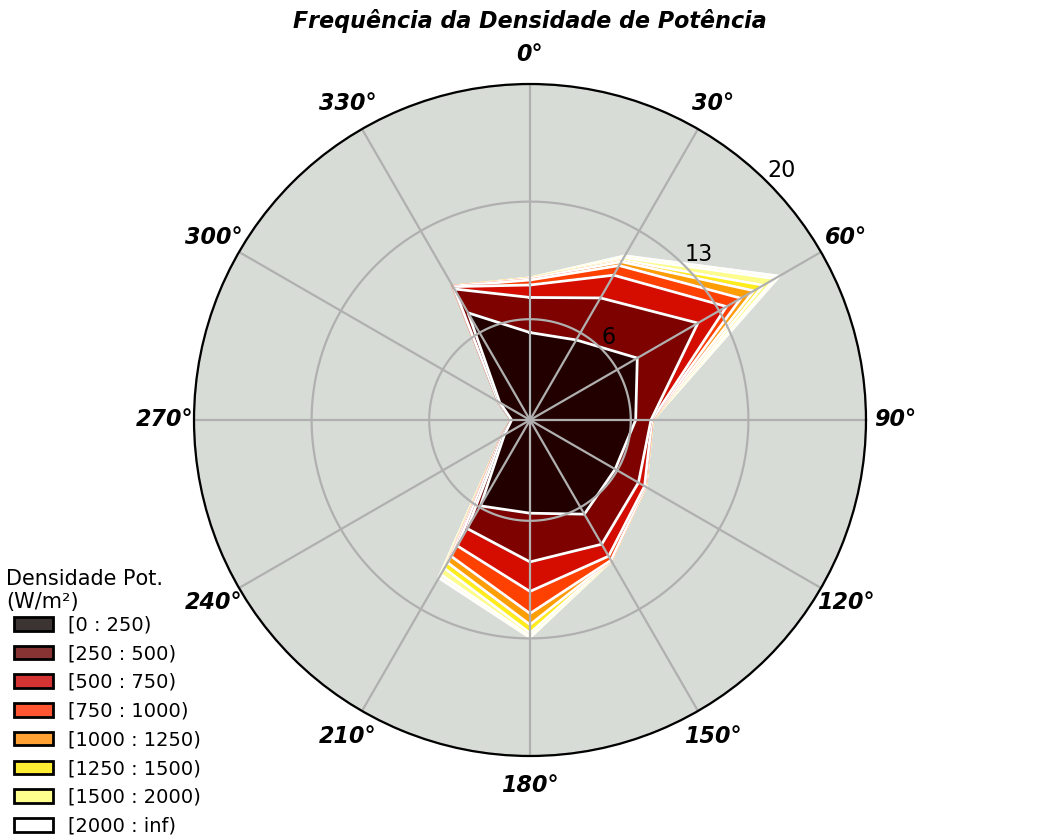 Frequência da Densidade de Potência
0°
330°
30°
20
300°
60°
13
6
270°
90°
240°
120°
210°
150°
180°
Densidade Pot.
(W/m²)
[0 : 250)
[250 : 500)
[500 : 750)
[750 : 1000)
[1000 : 1250)
[1250 : 1500)
[1500 : 2000)
[2000 : inf)